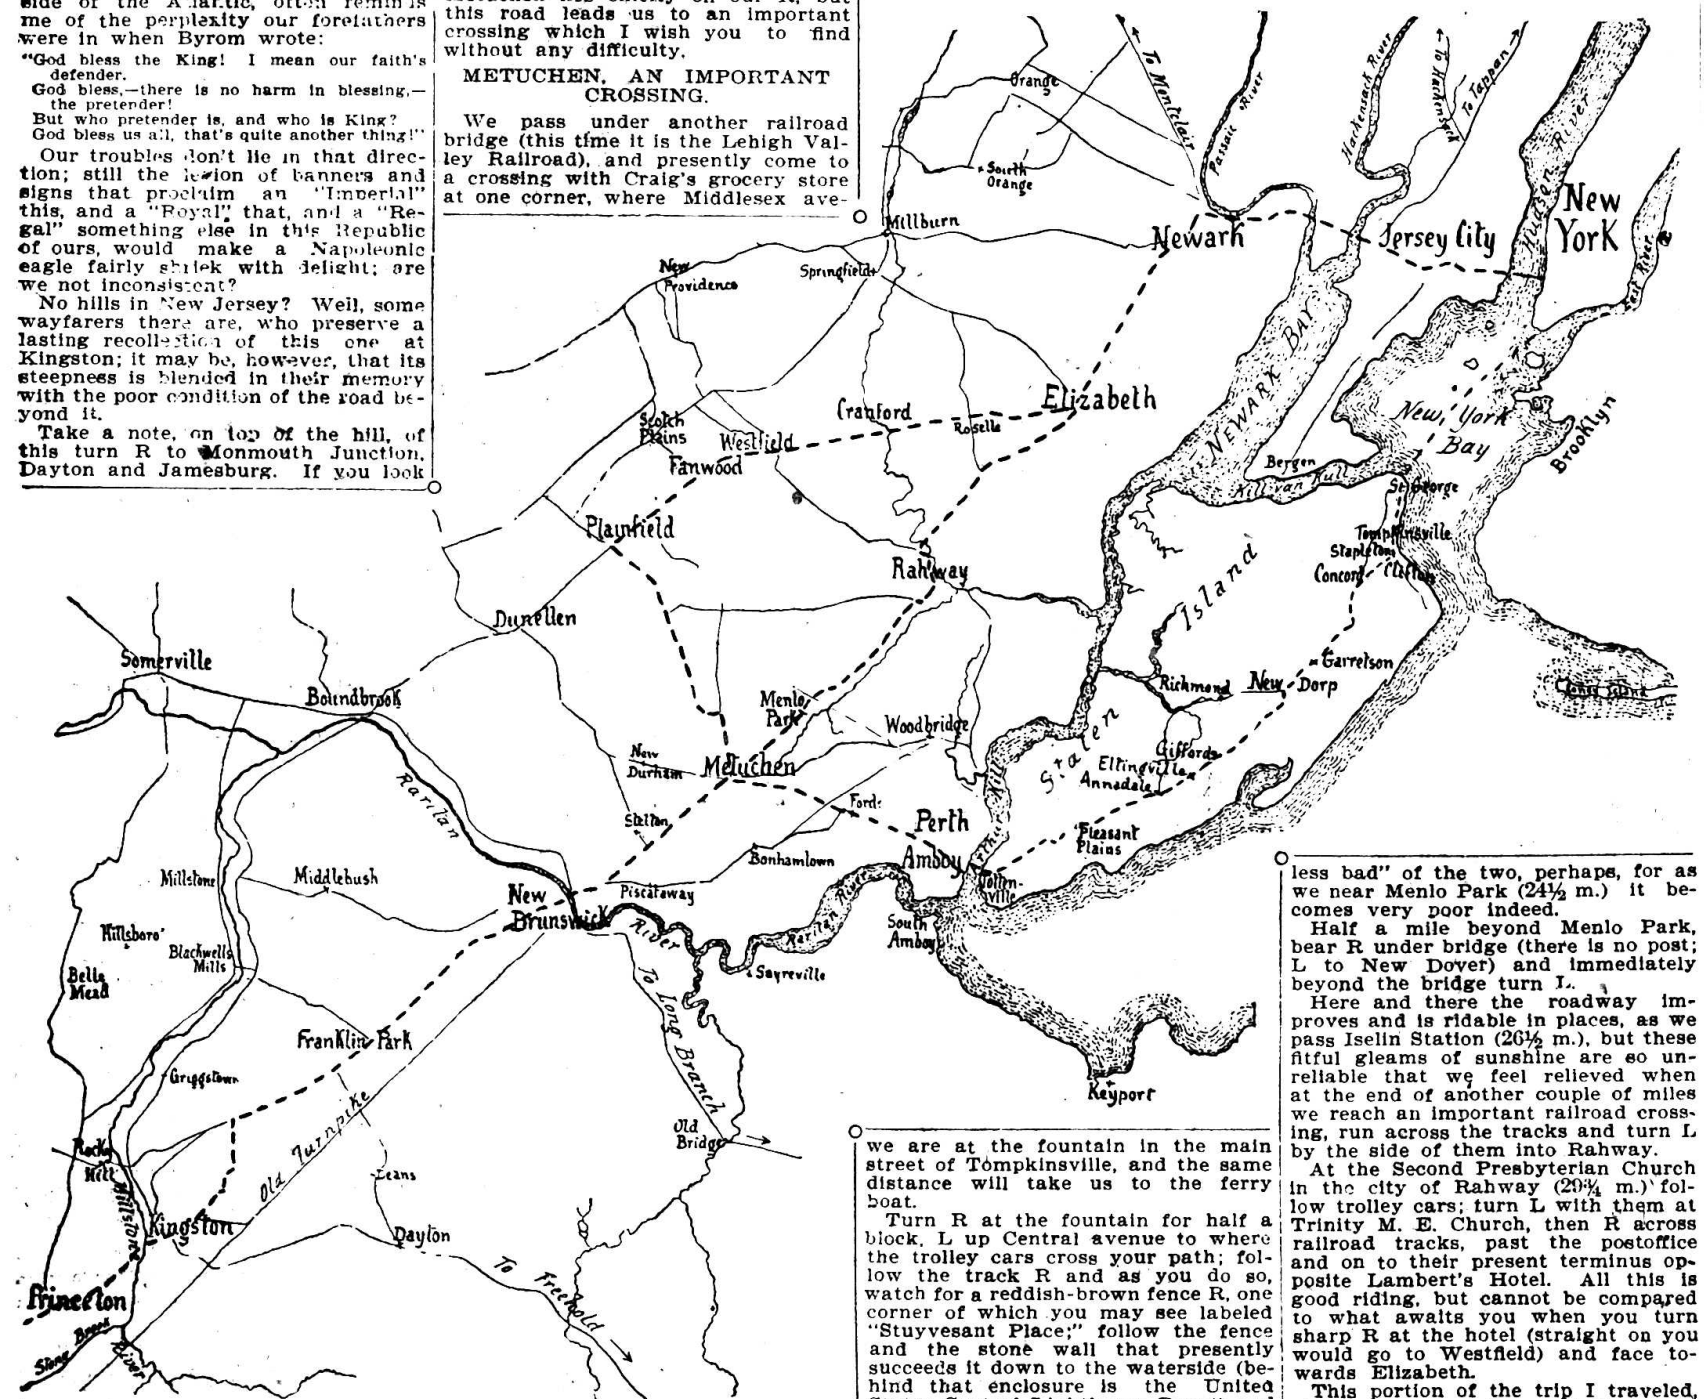 me of the perplexity our forefathers
were in when Byrom wrote:
"God bless the King! I mean our faith's
defender.
God bless,—there is no harm in blessing,—
the pretender!
But who pretender is, and who is King?
God bless us all, that's quite another thing!"
Our troubles don't lie in that direc-
tion; still the legion of banners and
signs that proclaim an "Imperial"
this, and a "Royal" that, and a "Re-
gal" something else in this Republic
of ours, would make a Napoleonic
eagle fairly shriek with delight; are
we not inconsistent?
No hills in New Jersey? Well, some
wayfarers there are, who preserve a
lasting recollection of this one at
Kingston; it may be, however, that its
steepness is blended in their memory
with the poor condition of the road be-
yond it.
Take a note, on top of the hill, of
this turn R to Monmouth Junction,
Dayton and Jamesburg. If you look
this road leads us to an important
crossing which I wish you to find
without any difficulty.
METUCHEN, AN IMPORTANT
CROSSING.
We pass under another railroad
bridge (this time it is the Lehigh Val-
ley Railroad), and presently come to
a crossing with Craig's grocery store
at one corner, where Middlesex ave-
Orange
South
Orange
To Montclair
Passaic River
Hackensack River
To Hackensack
To Tappan
Hudson River
New
York
East River
Millburn
Newark
Jersey City
New
Providence
Springfield
NEWARK BAY
New York
Bay
Brooklyn
Elizabeth
Cranford
Roselle
Scotch
Plains
Westfield
Fanwood
Bergen
Kill van Kull
St George
Plainfield
Tompkinsville
Stapleton
Concord
Clifton
Rahway
Staten Island
Dunellen
Somerville
Garretson
Boundbrook
Richmond
New Dorp
Coney Island
Menlo
Park
Woodbridge
Giffords
New
Durham
Metuchen
Eltingville
Annadale
Raritan
Stelton
Fords
Perth
Amboy
Arthur Kill
Pleasant
Plains
Bonhamtown
Millstone
Middlebush
New
Brunswick
Piscataway
Totten-
ville
Raritan River
River
South
Amboy
Hillsboro'
Blackwells
Mills
Sayreville
Belle
Mead
To Long Branch
Franklin Park
Griggstown
Keyport
Old Turnpike
Old
Bridge
Rocky
Hill
Millstone
Deans
Kingston
Dayton
To Freehold
Princeton
Stony Brook
River
less bad" of the two, perhaps, for as
we near Menlo Park (24½ m.) it be-
comes very poor indeed.
Half a mile beyond Menlo Park,
bear R under bridge (there is no post;
L to New Dover) and immediately
beyond the bridge turn L.
Here and there the roadway im-
proves and is ridable in places, as we
pass Iselin Station (26½ m.), but these
fitful gleams of sunshine are so un-
reliable that we feel relieved when
at the end of another couple of miles
we reach an important railroad cross-
ing, run across the tracks and turn L
by the side of them into Rahway.
At the Second Presbyterian Church
in the city of Rahway (29¾ m.) fol-
low trolley cars; turn L with them at
Trinity M. E. Church, then R across
railroad tracks, past the postoffice
and on to their present terminus op-
posite Lambert's Hotel. All this is
good riding, but cannot be compared
to what awaits you when you turn
sharp R at the hotel (straight on you
would go to Westfield) and face to-
wards Elizabeth.
This portion of the trip I traveled
we are at the fountain in the main
street of Tompkinsville, and the same
distance will take us to the ferry
boat.
Turn R at the fountain for half a
block, L up Central avenue to where
the trolley cars cross your path; fol-
low the track R and as you do so,
watch for a reddish-brown fence R, one
corner of which you may see labeled
"Stuyvesant Place;" follow the fence
and the stone wall that presently
succeeds it down to the waterside (be-
hind that enclosure is the United